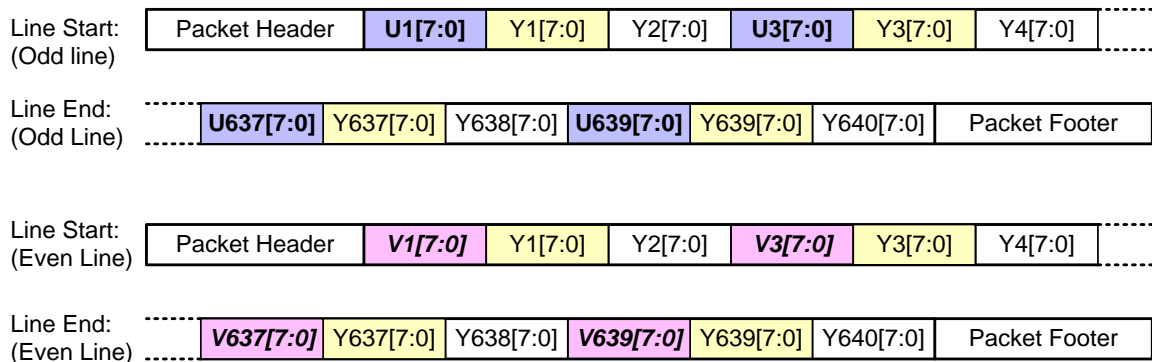 Line Start: Packet Header U1[7:0] Y1[7:0] Y2[7:0] U3[7:0] Y3[7:0] Y4[7:0]
(Odd line)
Line End: U637[7:0] Y637[7:0] Y638[7:0] U639[7:0] Y639[7:0] Y640[7:0] Packet Footer
(Odd Line)
Line Start: Packet Header V1[7:0] Y1[7:0] Y2[7:0] V3[7:0] Y3[7:0] Y4[7:0]
(Even Line)
Line End: V637[7:0] Y637[7:0] Y638[7:0] V639[7:0] Y639[7:0] Y640[7:0] Packet Footer
(Even Line)